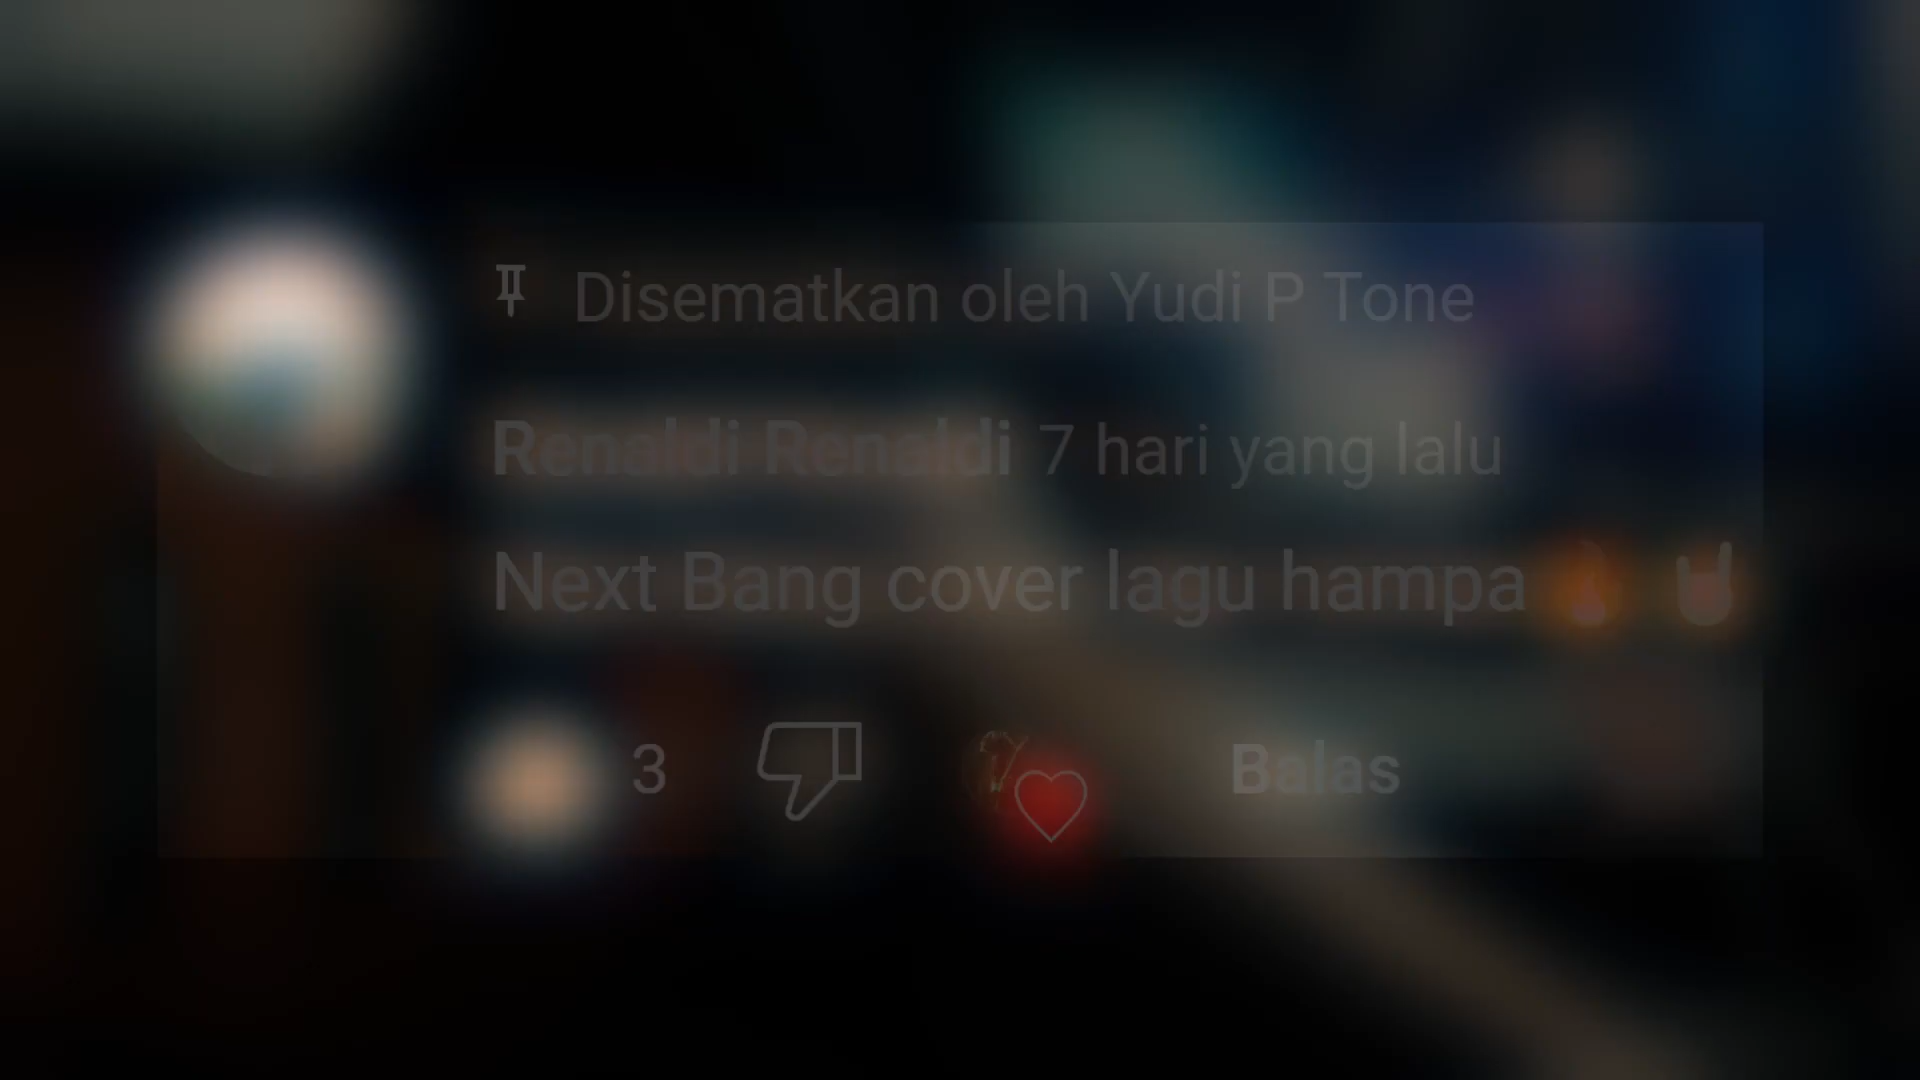 Disematkan oleh Yudi P Tone
Renaldi Renaldi 7 hari yang lalu
Next Bang cover lagu hampa🔥 🤘
3 Balas